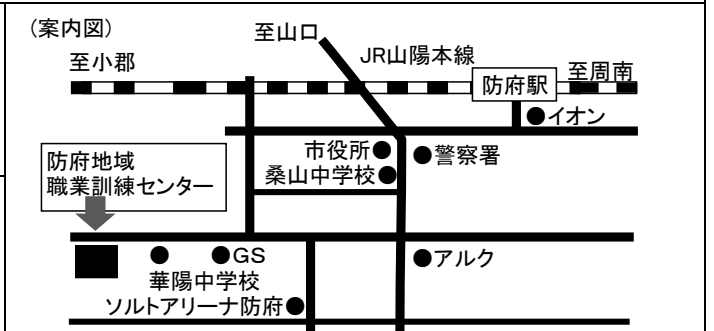 (案内図)
至山口
JR山陽本線
至小郡
至周南
防府駅
●イオン
市役所●
●警察署
桑山中学校●
防府地域
職業訓練センター
●GS
●アルク
華陽中学校
ソルトアリーナ防府●